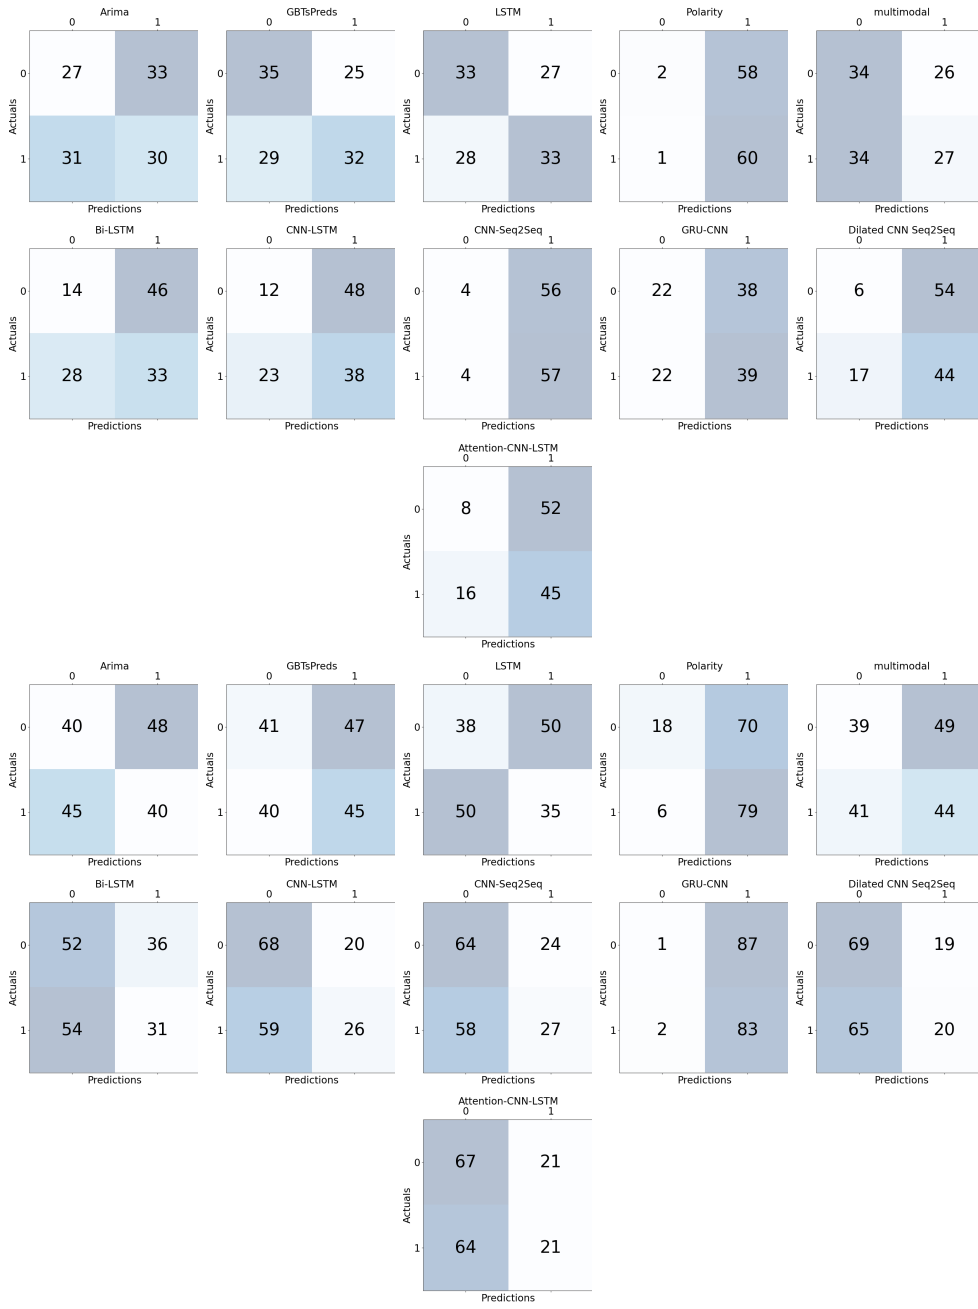 Arima GBTsPreds LSTM Polarity multimodal
0 1 0 1 0 1 0 1 0 1
Actuals 0 27 33 Actuals 0 35 25 Actuals 0 33 27 Actuals 0 2 58 Actuals 0 34 26
1 31 30 1 29 32 1 28 33 1 1 60 1 34 27
Predictions Predictions Predictions Predictions Predictions
Bi-LSTM CNN-LSTM CNN-Seq2Seq GRU-CNN Dilated CNN Seq2Seq
0 1 0 1 0 1 0 1 0 1
Actuals 0 14 46 Actuals 0 12 48 Actuals 0 4 56 Actuals 0 22 38 Actuals 0 6 54
1 28 33 1 23 38 1 4 57 1 22 39 1 17 44
Predictions Predictions Predictions Predictions Predictions
Attention-CNN-LSTM
0 1
Actuals 0 8 52
1 16 45
Predictions
Arima GBTsPreds LSTM Polarity multimodal
0 1 0 1 0 1 0 1 0 1
Actuals 0 40 48 Actuals 0 41 47 Actuals 0 38 50 Actuals 0 18 70 Actuals 0 39 49
1 45 40 1 40 45 1 50 35 1 6 79 1 41 44
Predictions Predictions Predictions Predictions Predictions
Bi-LSTM CNN-LSTM CNN-Seq2Seq GRU-CNN Dilated CNN Seq2Seq
0 1 0 1 0 1 0 1 0 1
Actuals 0 52 36 Actuals 0 68 20 Actuals 0 64 24 Actuals 0 1 87 Actuals 0 69 19
1 54 31 1 59 26 1 58 27 1 2 83 1 65 20
Predictions Predictions Predictions Predictions Predictions
Attention-CNN-LSTM
0 1
Actuals 0 67 21
1 64 21
Predictions